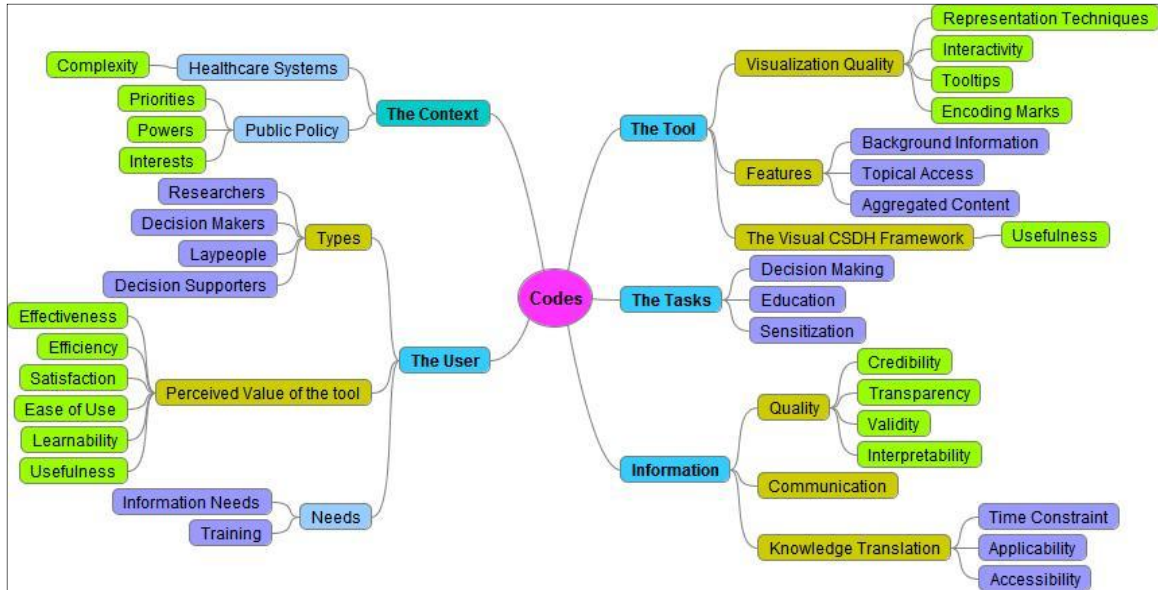 Codes
The Context
Healthcare Systems
Complexity
Public Policy
Priorities
Powers
Interests
The User
Types
Researchers
Decision Makers
Laypeople
Decision Supporters
Perceived Value of the tool
Effectiveness
Efficiency
Satisfaction
Ease of Use
Learnability
Usefulness
Needs
Information Needs
Training
The Tool
Visualization Quality
Representation Techniques
Interactivity
Tooltips
Encoding Marks
Features
Background Information
Topical Access
Aggregated Content
The Visual CSDH Framework
Usefulness
The Tasks
Decision Making
Education
Sensitization
Information
Quality
Credibility
Transparency
Validity
Interpretability
Communication
Knowledge Translation
Time Constraint
Applicability
Accessibility